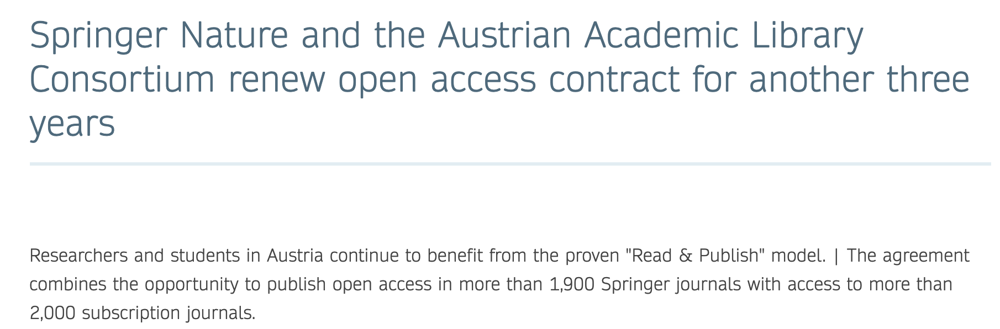 Springer Nature and the Austrian Academic Library
Consortium renew open access contract for another three
years
Researchers and students in Austria continue to benefit from the proven "Read & Publish" model. | The agreement
combines the opportunity to publish open access in more than 1,900 Springer journals with access to more than
2,000 subscription journals.